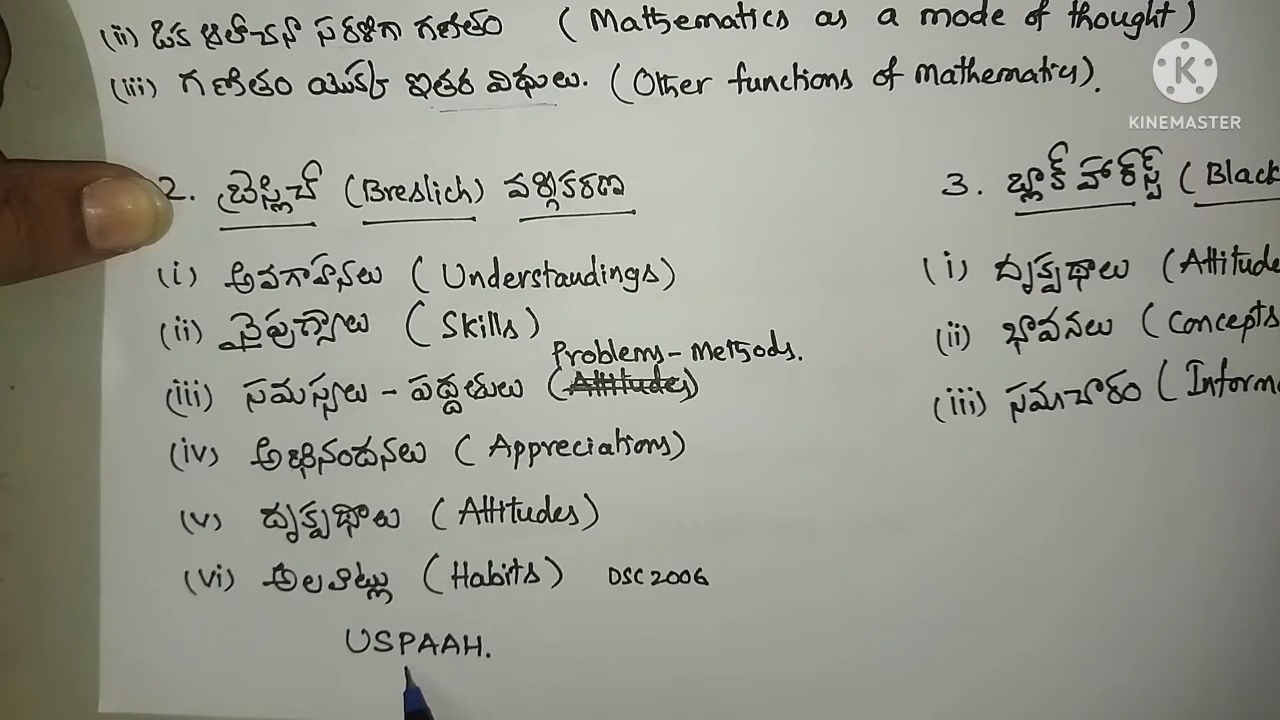 (ii) ఒక ఆలోచనా సరళిగా గణితం (Mathematics as a mode of thought)
(iii) గణితం యొక్క ఇతర విధులు. (Other functions of mathematics).
KINEMASTER
2. బ్రెస్లిచ్ (Breslich) వర్గీకరణ
(i) అవగాహనలు (Understandings)
(ii) నైపుణ్యాలు (Skills)
Problems - Methods.
(iii) సమస్యలు - పద్ధతులు (Attitudes)
(iv) అభినందనలు (Appreciations)
(v) దృక్పథాలు (Attitudes)
(vi) అలవాట్లు (Habits) DSC 2006
USPAAH.
3. బ్లాక్ హార్స్ట్ (Black
(i) దృక్పథాలు (Attitude
(ii) భావనలు (Concepts
(iii) సమాచారం (Inform